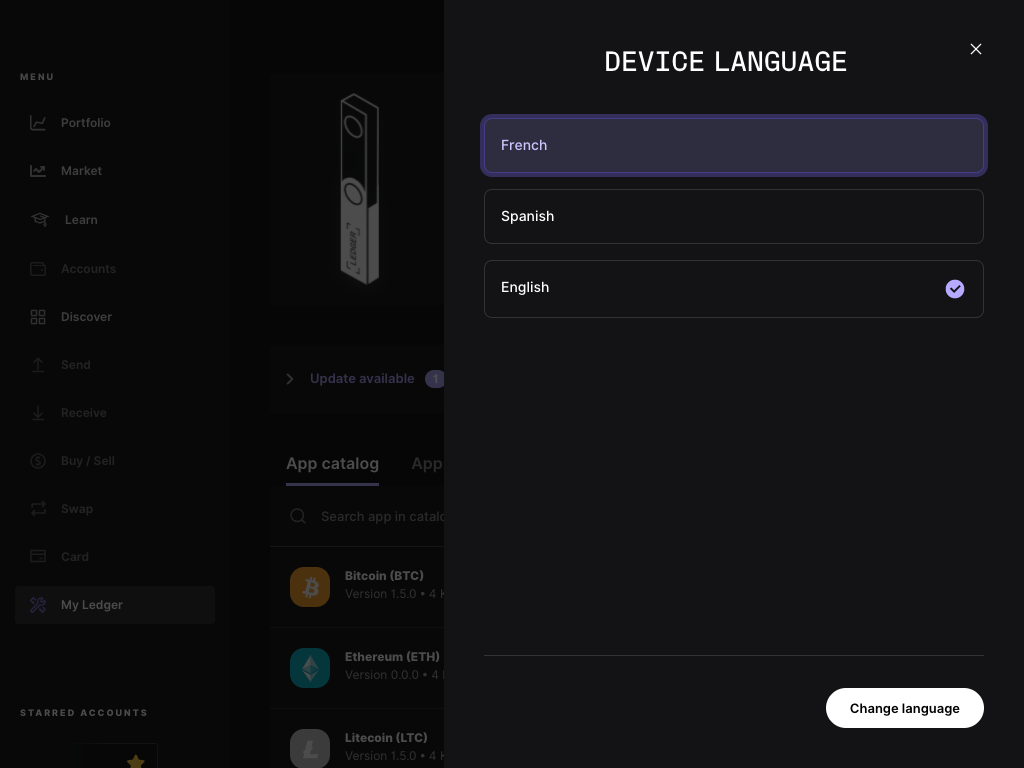 MENU
Portfolio
Market
Learn
Accounts
Discover
Send
Receive
Buy / Sell
Swap
Card
My Ledger
STARRED ACCOUNTS
LEDGER
Update available 1
App catalog App
Search app in catalo
Bitcoin (BTC)
Version 1.5.0 • 4 K
Ethereum (ETH)
Version 0.0.0 • 4
Litecoin (LTC)
Version 1.5.0 • 4 K
DEVICE LANGUAGE
French
Spanish
English
Change language